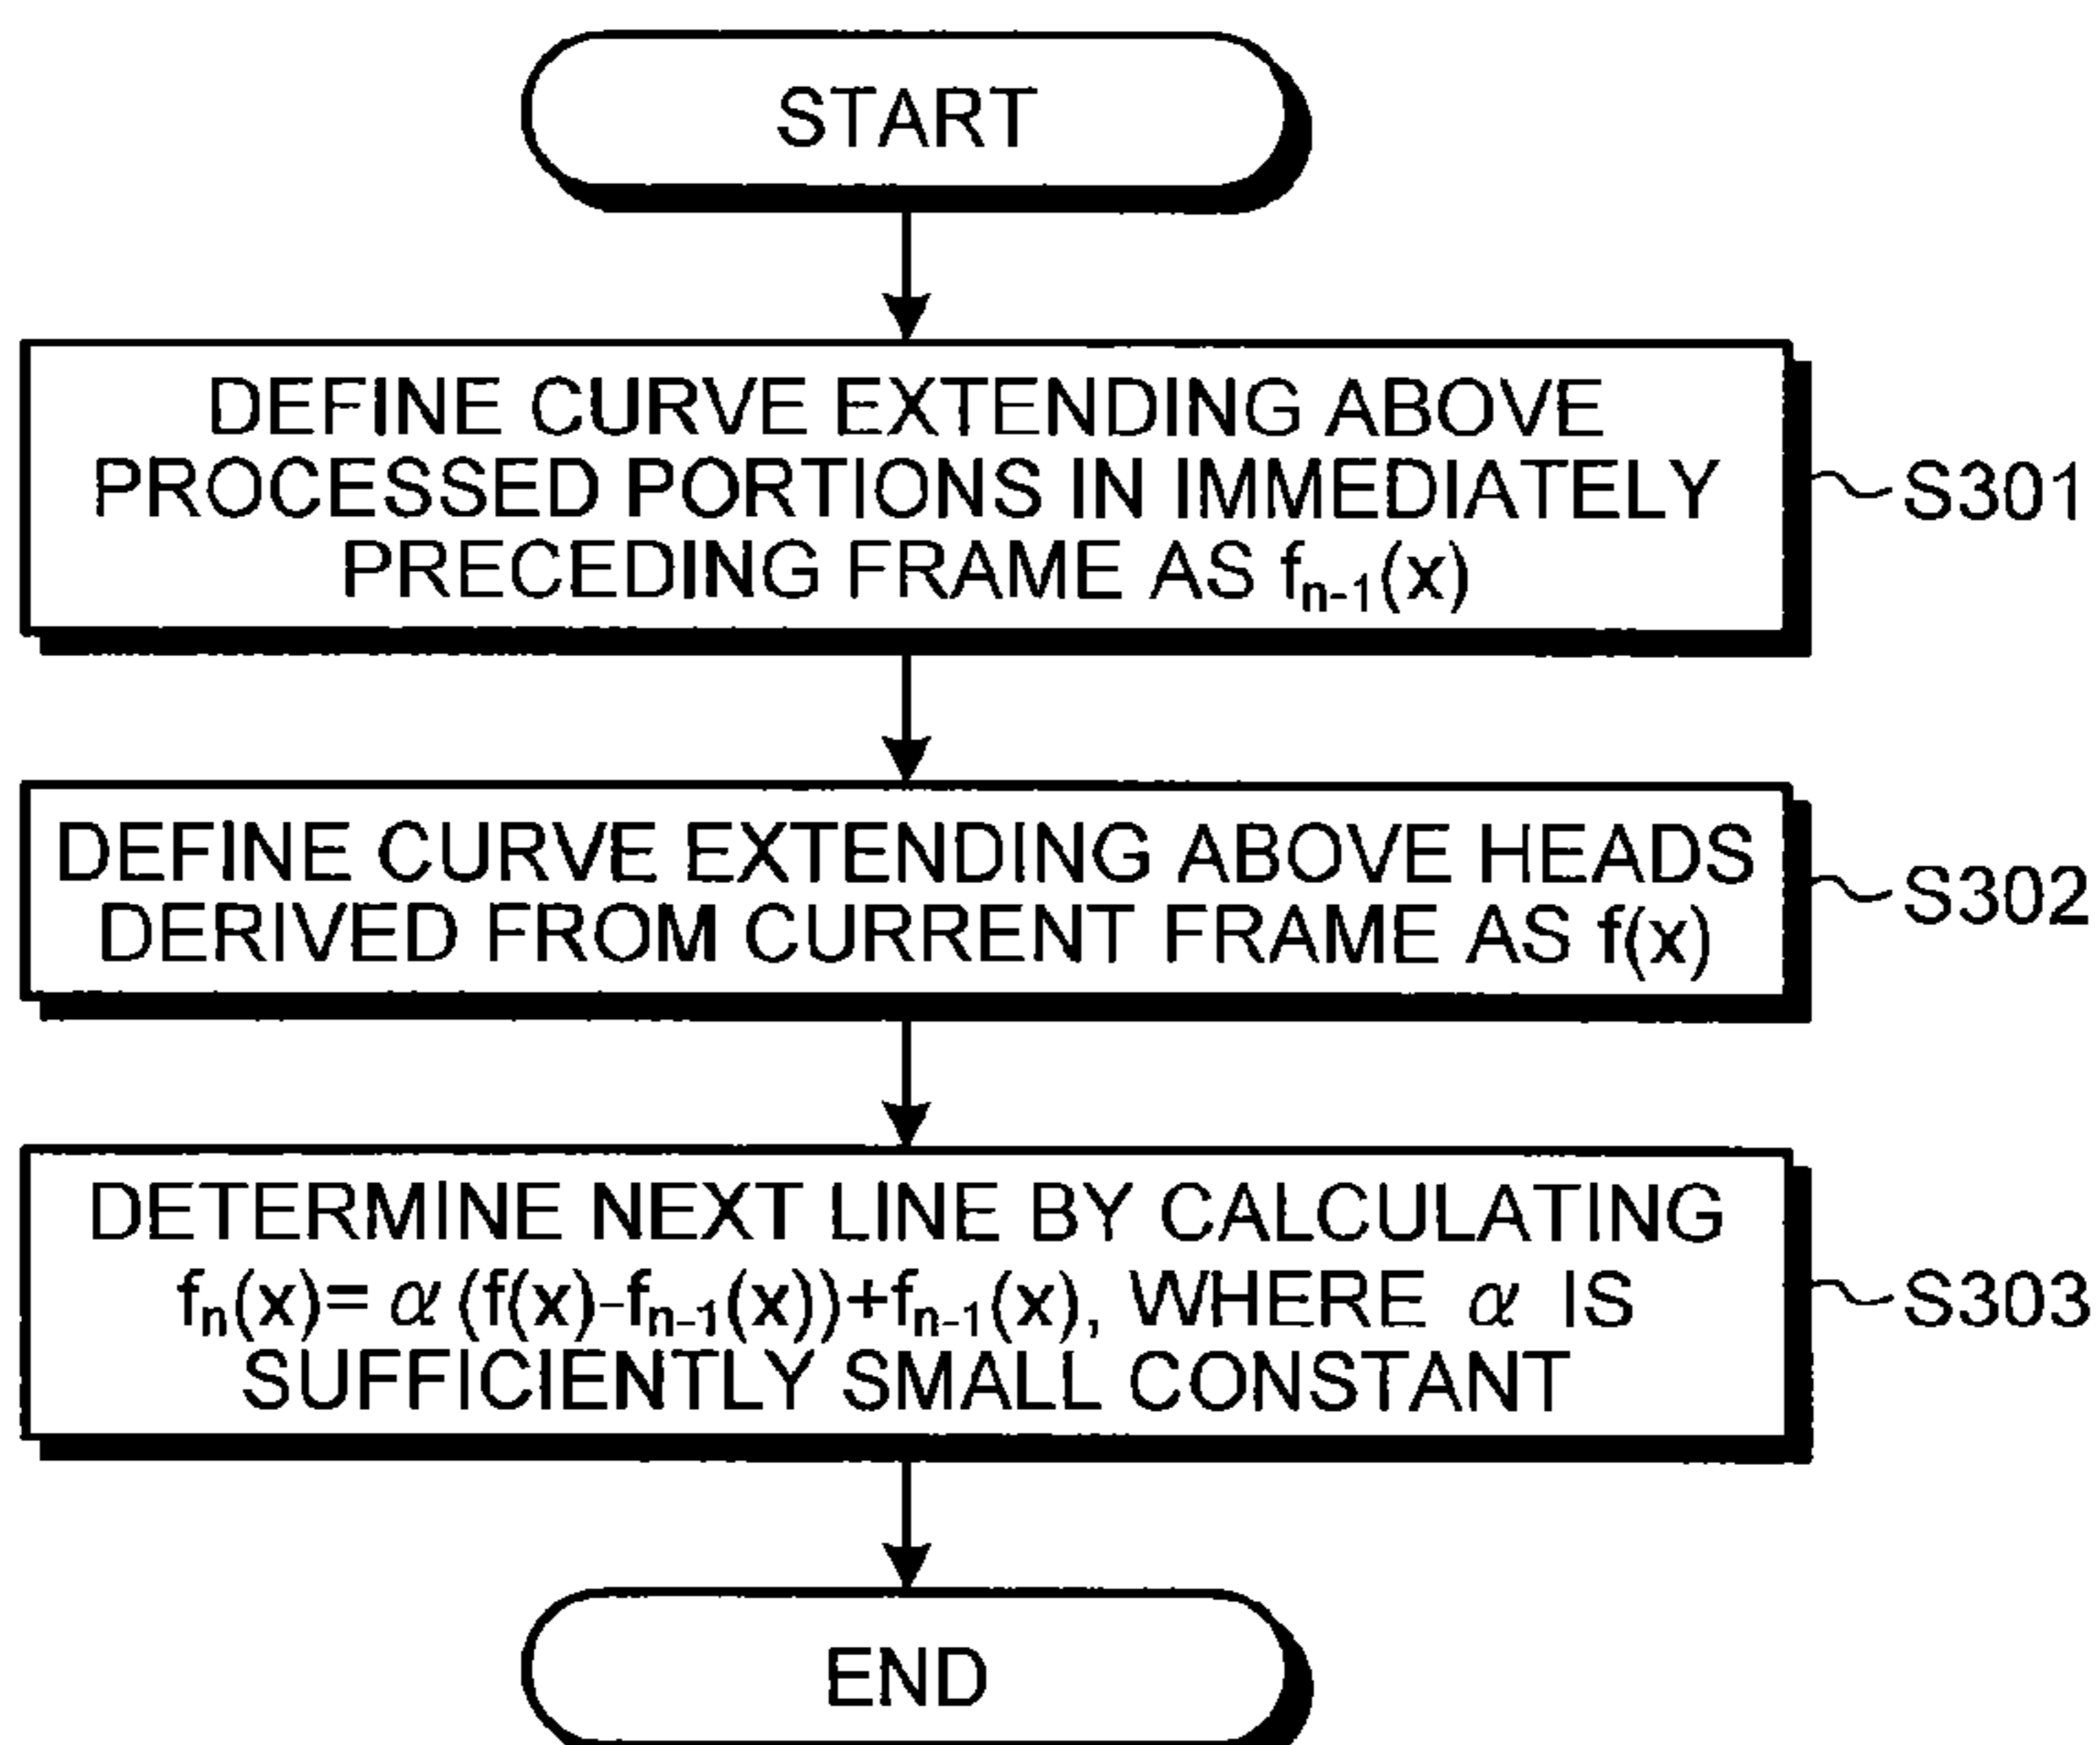 START
DEFINE CURVE EXTENDING ABOVE
PROCESSED PORTIONS IN IMMEDIATELY
PRECEDING FRAME AS fn-1(x)
S301
DEFINE CURVE EXTENDING ABOVE HEADS
DERIVED FROM CURRENT FRAME AS f(x)
S302
DETERMINE NEXT LINE BY CALCULATING
fn(x)= α (f(x)-fn-1(x))+fn-1(x), WHERE α IS
SUFFICIENTLY SMALL CONSTANT
S303
END